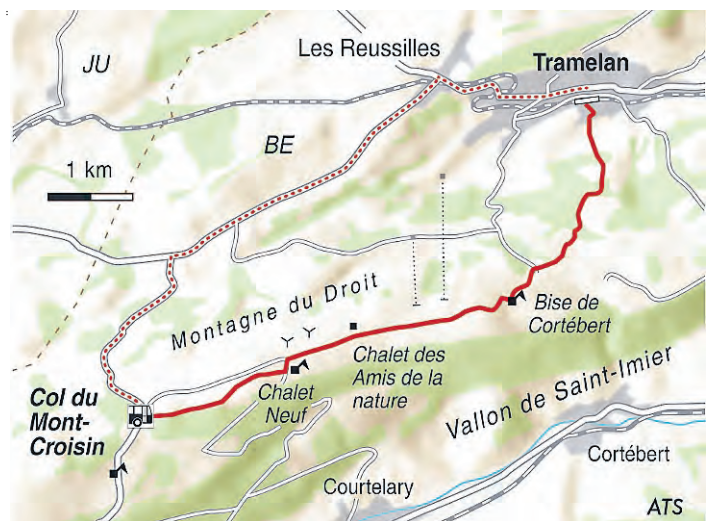 Les Reussilles
Tramelan
JU
BE
1 km
Montagne du Droit
Bise de
Cortébert
Chalet des
Amis de la
nature
Chalet
Neuf
Col du
Mont-
Croisin
Vallon de Saint-Imier
Cortébert
Courtelary
ATS